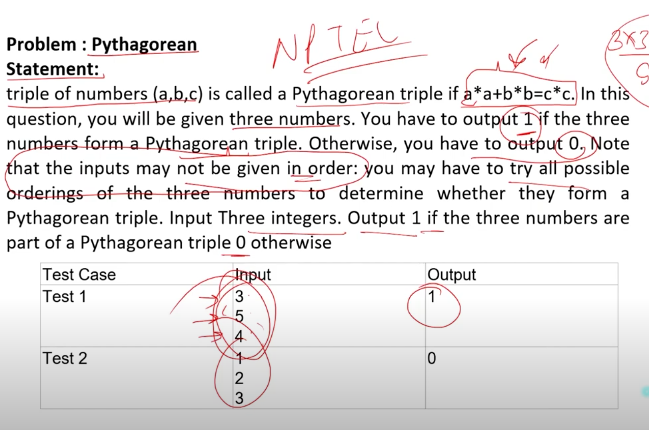 Problem : Pythagorean
NPTEL
3x3
Statement:
9
triple of numbers (a,b,c) is called a Pythagorean triple if a*a+b*b=c*c. In this
question, you will be given three numbers. You have to output 1 if the three
numbers form a Pythagorean triple. Otherwise, you have to output 0. Note
that the inputs may not be given in order: you may have to try all possible
orderings of the three numbers to determine whether they form a
Pythagorean triple. Input Three integers. Output 1 if the three numbers are
part of a Pythagorean triple 0 otherwise
Test Case Input Output
Test 1 3 1
5
4
Test 2 1 0
2
3